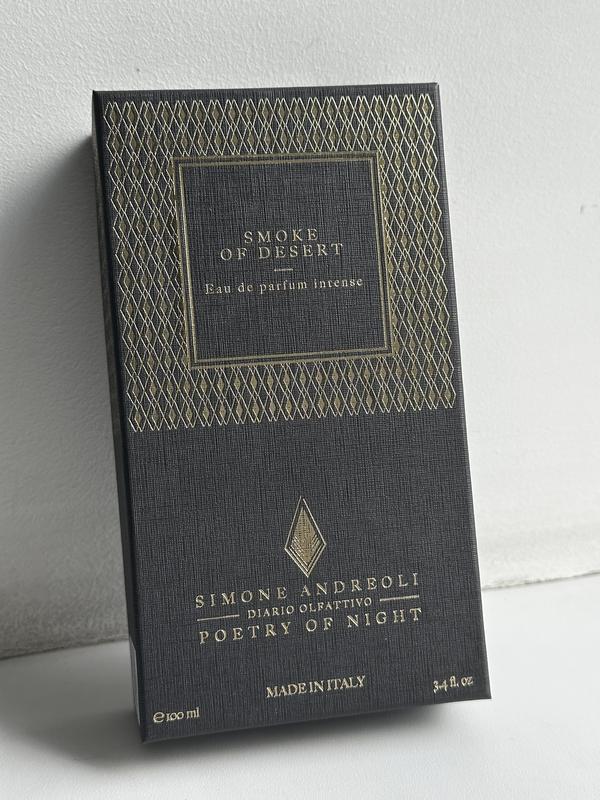 SMOKE
OF DESERT
Eau de parfum intense
SIMONE ANDREOLI
DIARIO OLFATTIVO
POETRY OF NIGHT
MADE IN ITALY
℮ 100 ml
3.4 fl. oz